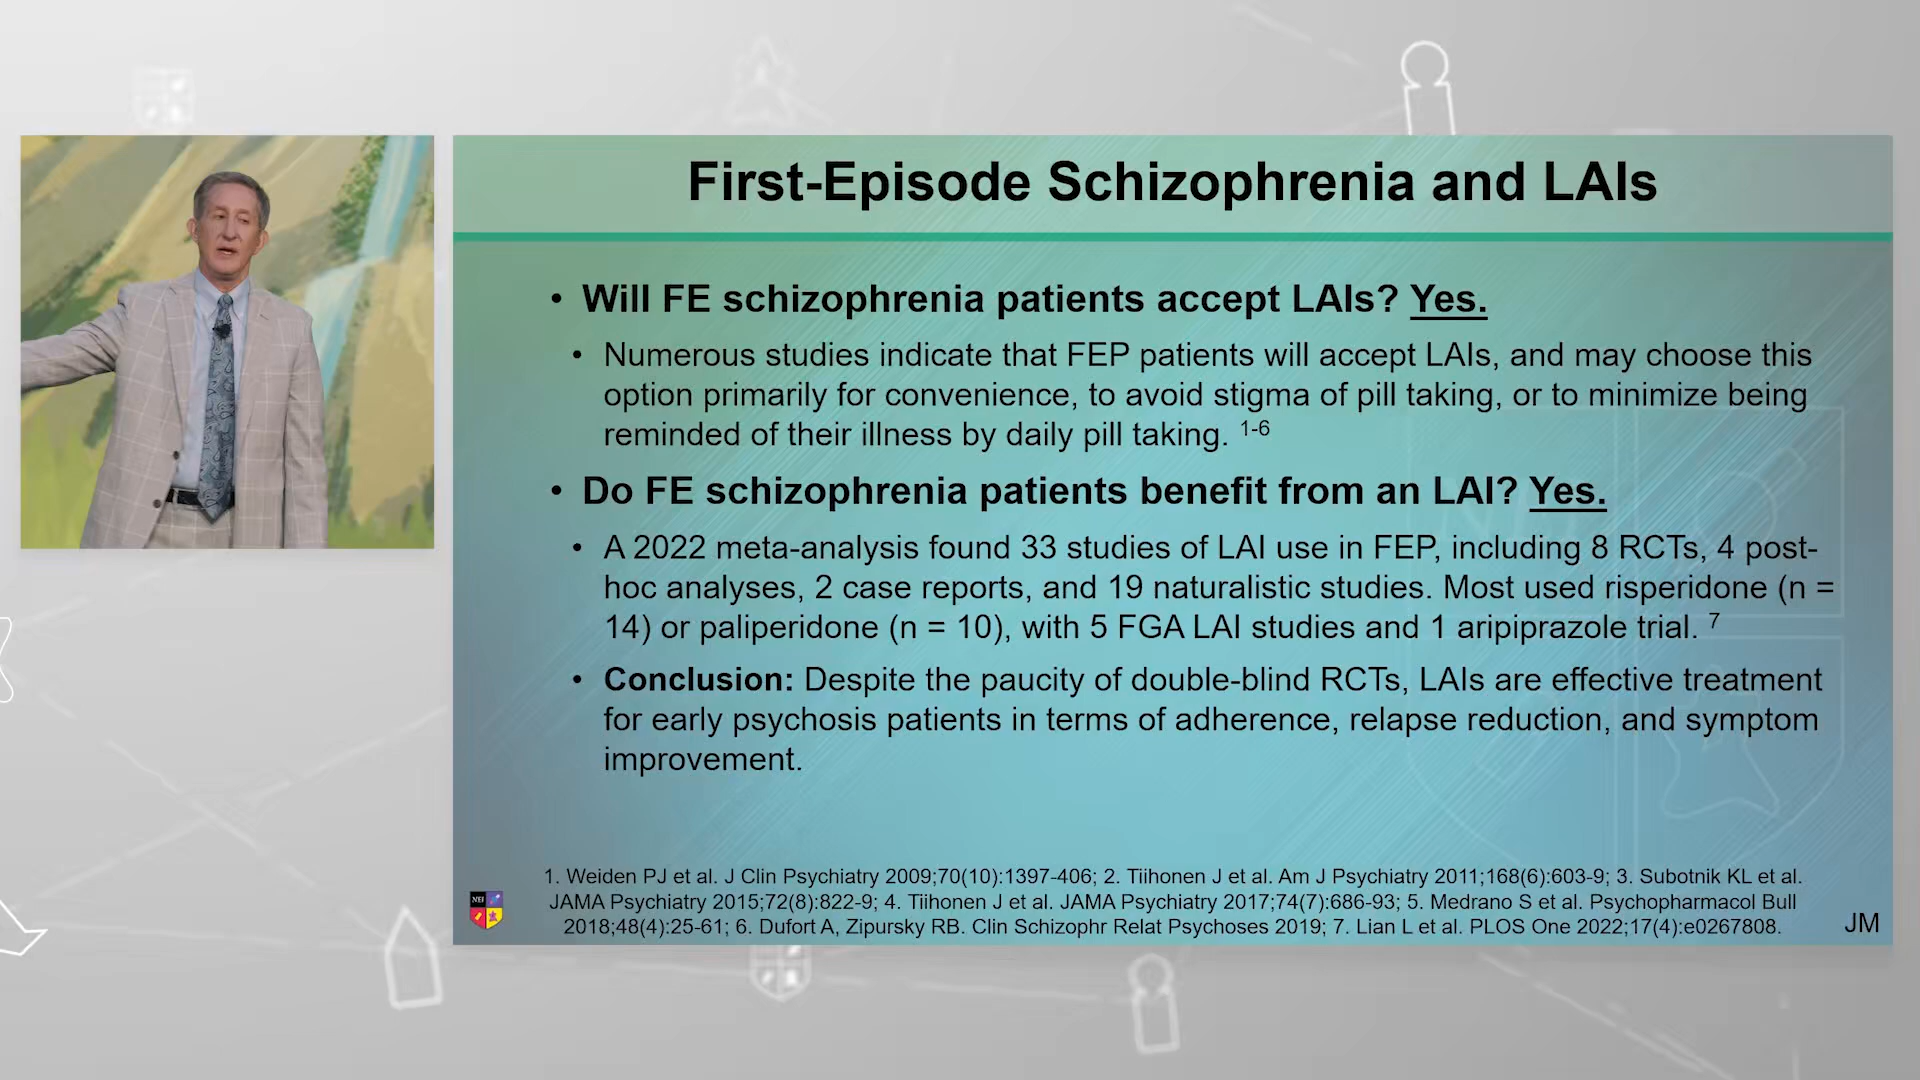 First-Episode Schizophrenia and LAIs
• Will FE schizophrenia patients accept LAIs? Yes.
• Numerous studies indicate that FEP patients will accept LAIs, and may choose this
option primarily for convenience, to avoid stigma of pill taking, or to minimize being
reminded of their illness by daily pill taking. 1-6
• Do FE schizophrenia patients benefit from an LAI? Yes.
• A 2022 meta-analysis found 33 studies of LAI use in FEP, including 8 RCTs, 4 post-
hoc analyses, 2 case reports, and 19 naturalistic studies. Most used risperidone (n =
14) or paliperidone (n = 10), with 5 FGA LAI studies and 1 aripiprazole trial. 7
• Conclusion: Despite the paucity of double-blind RCTs, LAIs are effective treatment
for early psychosis patients in terms of adherence, relapse reduction, and symptom
improvement.
1. Weiden PJ et al. J Clin Psychiatry 2009;70(10):1397-406; 2. Tiihonen J et al. Am J Psychiatry 2011;168(6):603-9; 3. Subotnik KL et al.
JAMA Psychiatry 2015;72(8):822-9; 4. Tiihonen J et al. JAMA Psychiatry 2017;74(7):686-93; 5. Medrano S et al. Psychopharmacol Bull
2018;48(4):25-61; 6. Dufort A, Zipursky RB. Clin Schizophr Relat Psychoses 2019; 7. Lian L et al. PLOS One 2022;17(4):e0267808.
NEI
JM